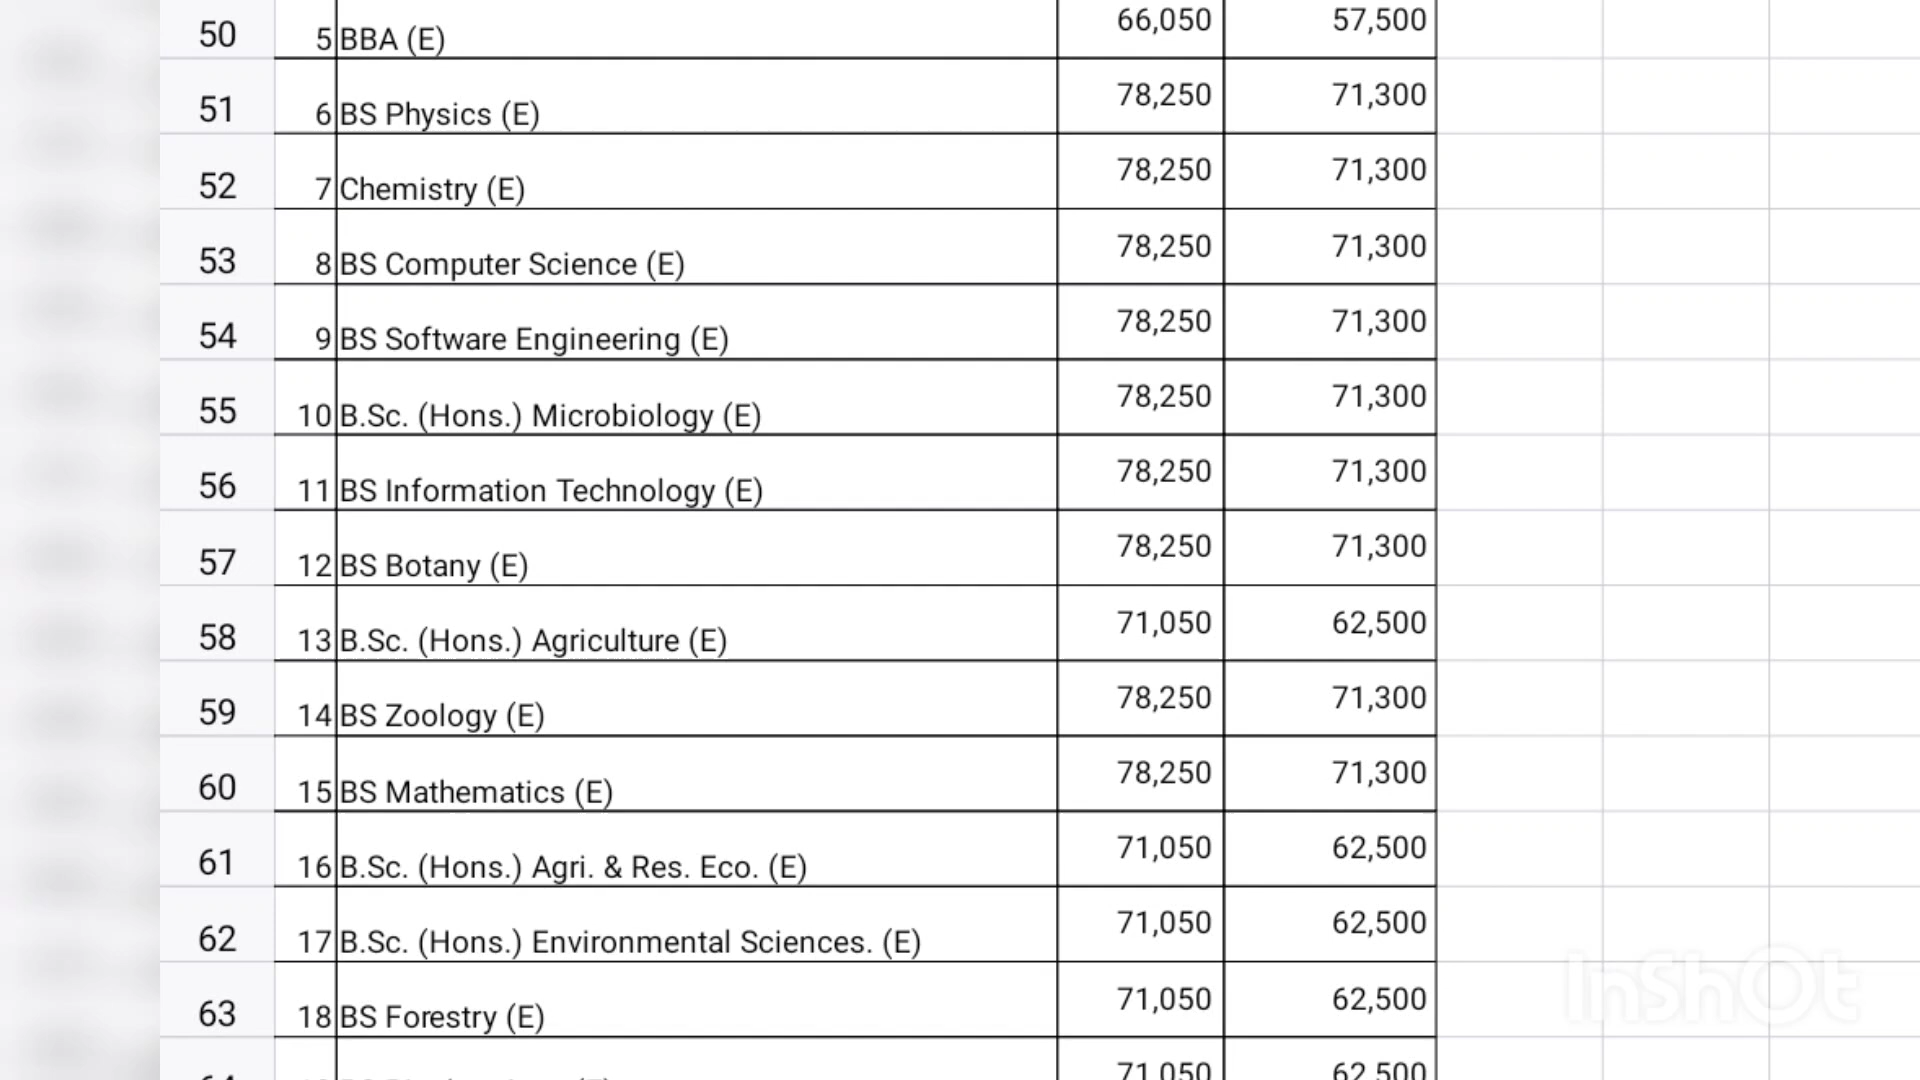 50 5 BBA (E) 66,050 57,500
51 6 BS Physics (E) 78,250 71,300
52 7 Chemistry (E) 78,250 71,300
53 8 BS Computer Science (E) 78,250 71,300
54 9 BS Software Engineering (E) 78,250 71,300
55 10 B.Sc. (Hons.) Microbiology (E) 78,250 71,300
56 11 BS Information Technology (E) 78,250 71,300
57 12 BS Botany (E) 78,250 71,300
58 13 B.Sc. (Hons.) Agriculture (E) 71,050 62,500
59 14 BS Zoology (E) 78,250 71,300
60 15 BS Mathematics (E) 78,250 71,300
61 16 B.Sc. (Hons.) Agri. & Res. Eco. (E) 71,050 62,500
62 17 B.Sc. (Hons.) Environmental Sciences. (E) 71,050 62,500
63 18 BS Forestry (E) 71,050 62,500
71,050 62,500
InShOt